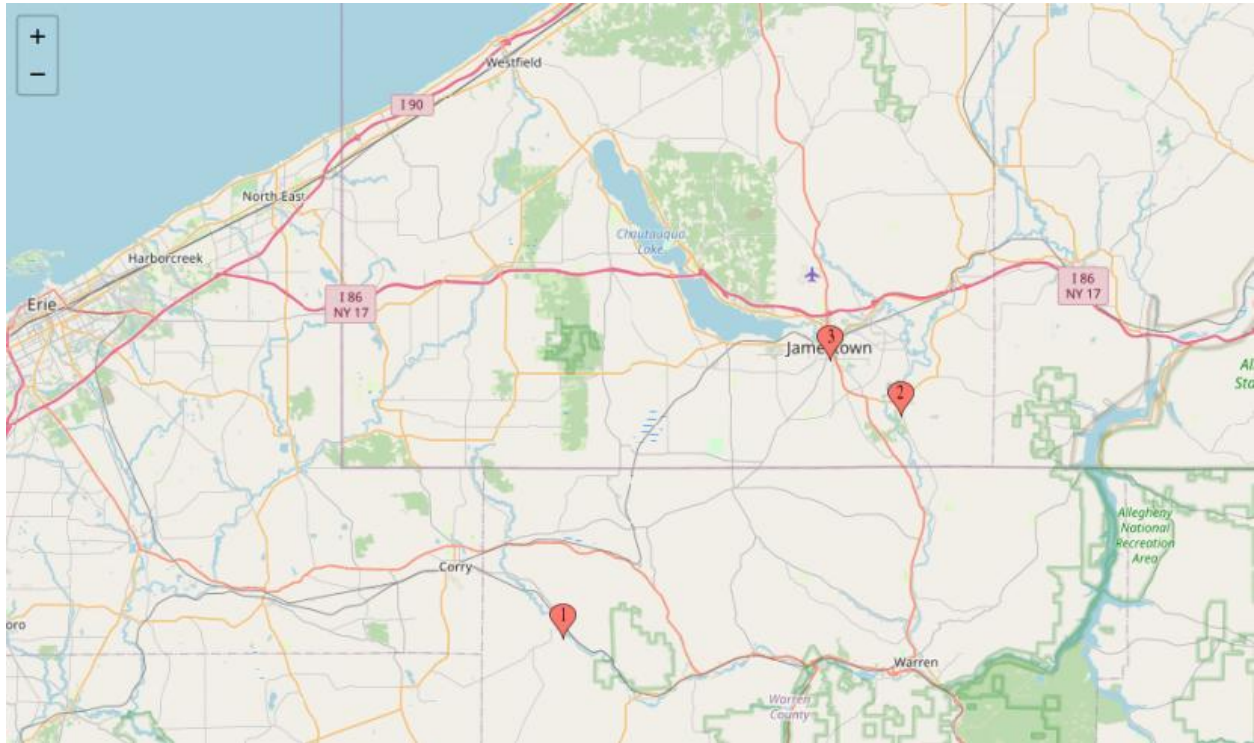 +
−
Westfield
I 90
North East
Chautauqua
Lake
Harborcreek
Erie
I 86
NY 17
I 86
NY 17
3
2
Allegheny
National
Recreation
Area
Corry
1
Warren
Warren
County